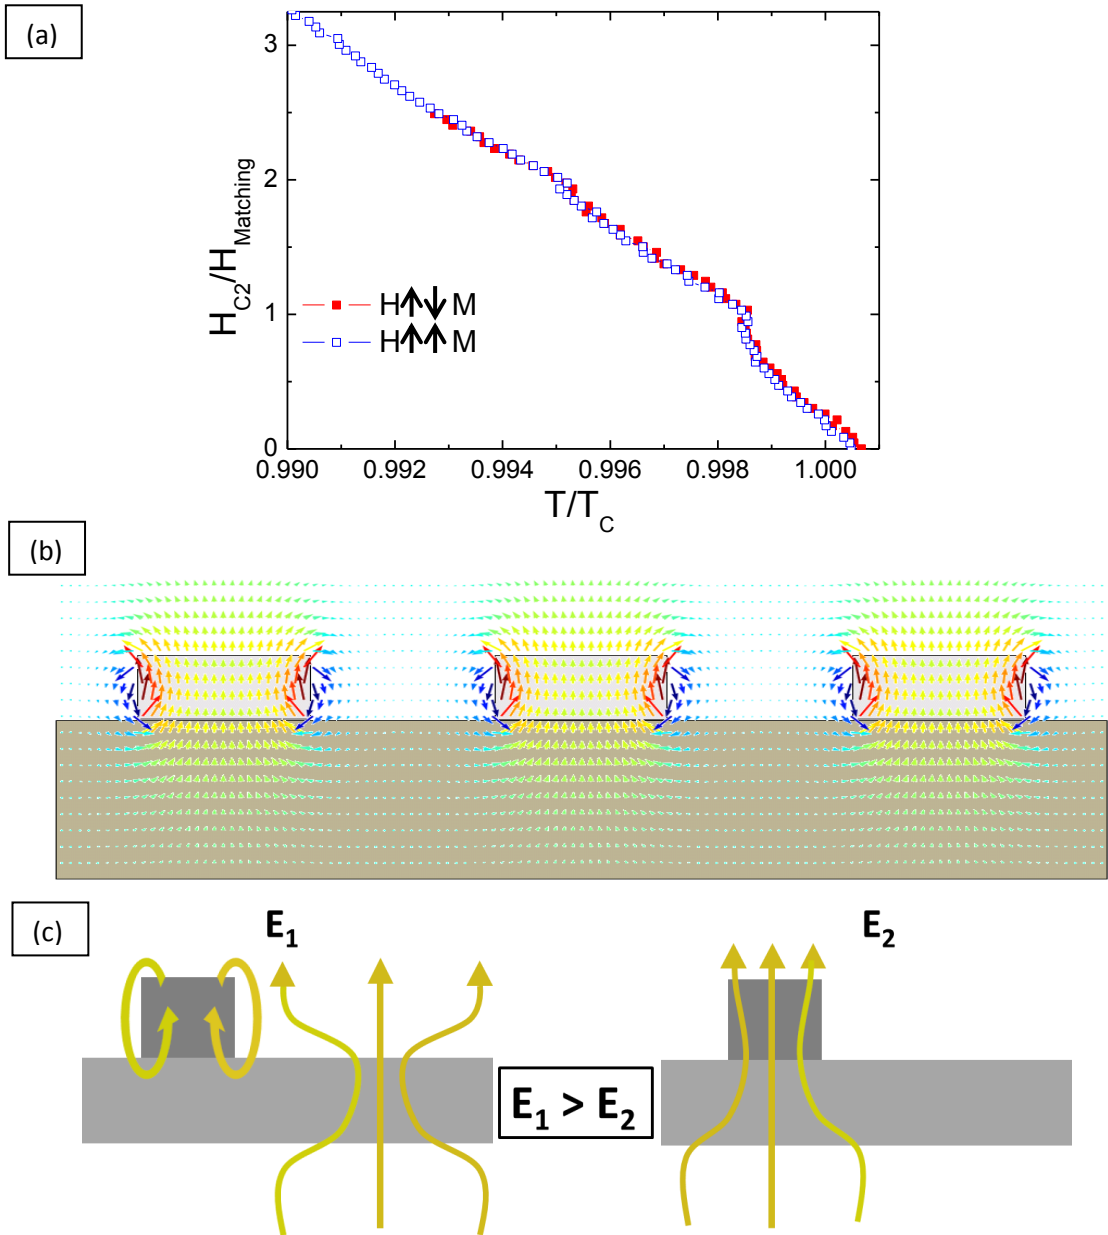 (a)
3
2
1
0
H_C2/H_Matching
H↑↓ M
H↑↑ M
0.990 0.992 0.994 0.996 0.998 1.000
T/T_C
(b)
(c)
E₁
E₂
E₁ > E₂